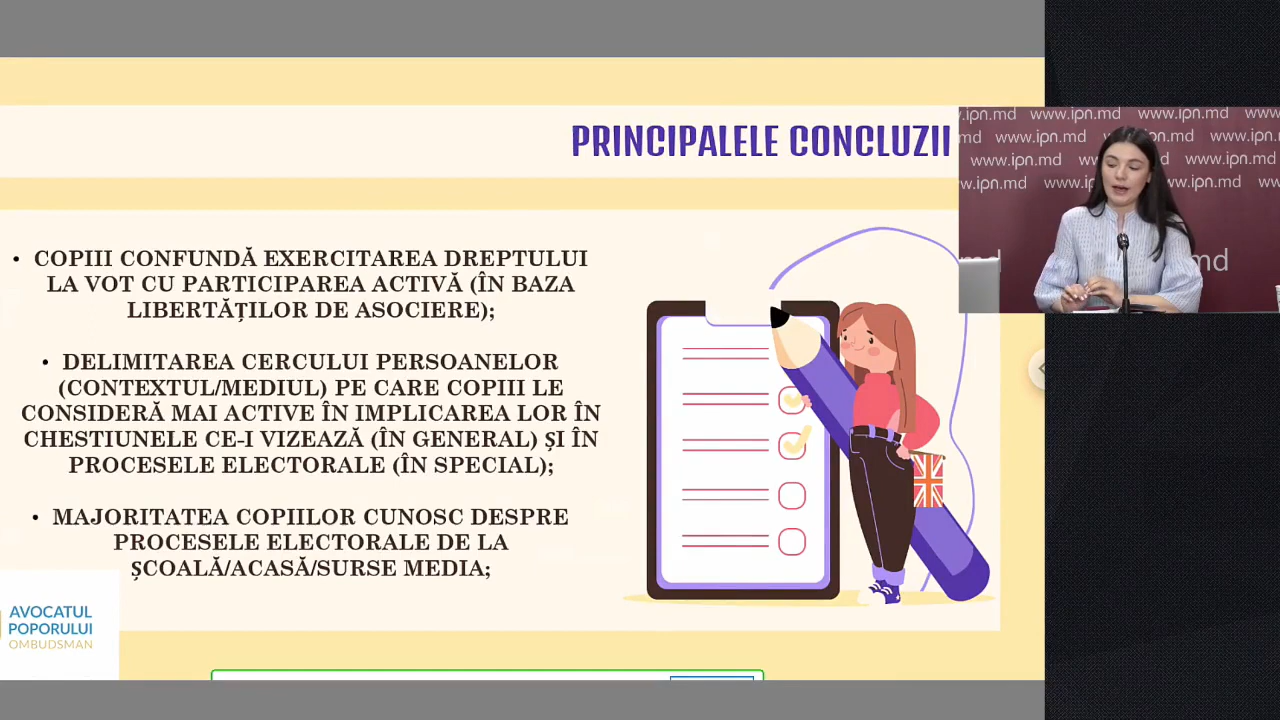 PRINCIPALELE CONCLUZII
• COPIII CONFUNDĂ EXERCITAREA DREPTULUI
LA VOT CU PARTICIPAREA ACTIVĂ (ÎN BAZA
LIBERTĂȚILOR DE ASOCIERE);
• DELIMITAREA CERCULUI PERSOANELOR
(CONTEXTUL/MEDIUL) PE CARE COPIII LE
CONSIDERĂ MAI ACTIVE ÎN IMPLICAREA LOR ÎN
CHESTIUNELE CE-I VIZEAZĂ (ÎN GENERAL) ȘI ÎN
PROCESELE ELECTORALE (ÎN SPECIAL);
• MAJORITATEA COPIILOR CUNOSC DESPRE
PROCESELE ELECTORALE DE LA
ȘCOALĂ/ACASĂ/SURSE MEDIA;
AVOCATUL
POPORULUI
OMBUDSMAN
.ipn.md www.ipn.md www.ipn.md www
md www.ipn.md www.ipn.md
www.ipn.md www.ipn.md
w.ipn.md www.ipn.md
md md